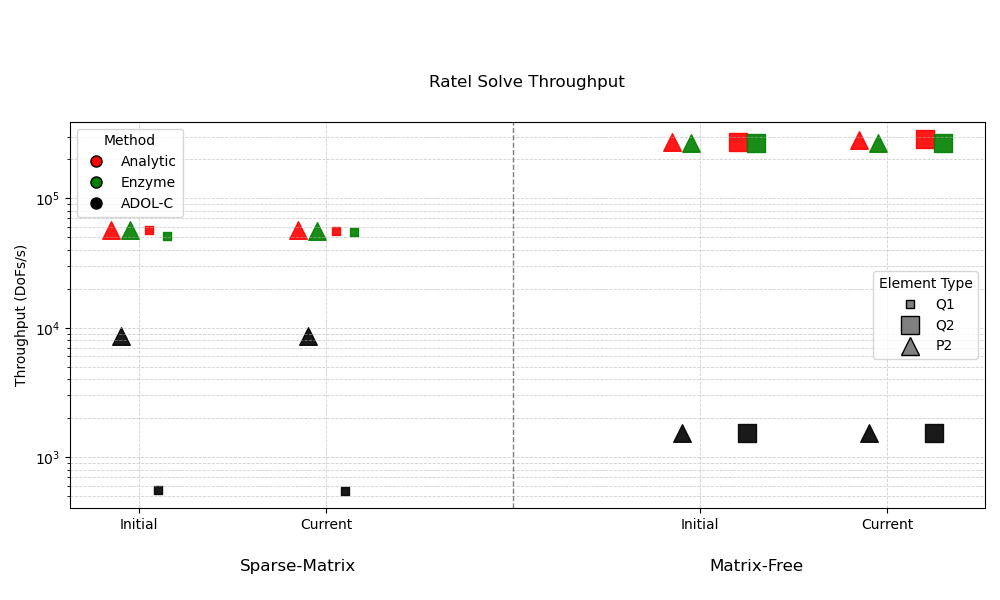 Ratel Solve Throughput
Throughput (DoFs/s)
10^5
10^4
10^3
Method
Analytic
Enzyme
ADOL-C
Element Type
Q1
Q2
P2
Initial
Current
Initial
Current
Sparse-Matrix
Matrix-Free